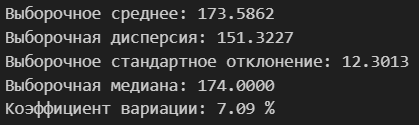 Выборочное среднее: 173.5862
Выборочная дисперсия: 151.3227
Выборочное стандартное отклонение: 12.3013
Выборочная медиана: 174.0000
Коэффициент вариации: 7.09 %